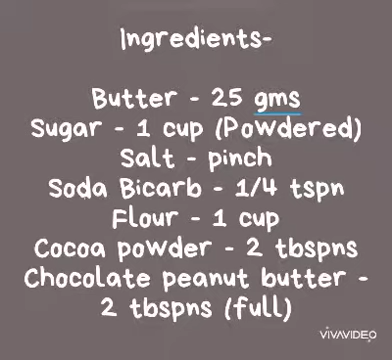 Ingredients-
Butter - 25 gms
Sugar - 1 cup (Powdered)
Salt - pinch
Soda Bicarb - 1/4 tspn
Flour - 1 cup
Cocoa powder - 2 tbspns
Chocolate peanut butter -
2 tbspns (full)
VIVAVIDEO